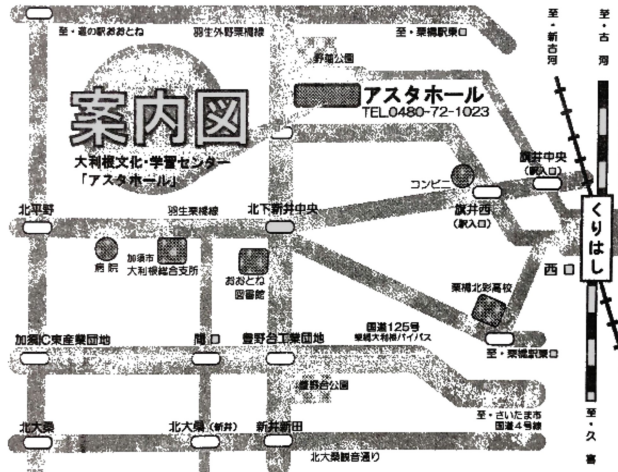 至・道の駅おおとね
羽生外野栗橋線
至・栗橋駅東口
至・新古河
至・古河
野菊公園
案内図
大利根文化・学習センター
「アスタホール」
アスタホール
TEL.0480-72-1023
コンビニ
旗井中央
(駅入口)
旗井西
(駅入口)
北平野
羽生栗橋線
北下新井中央
くりはし
病院
加須市
大利根総合支所
おおとね
図書館
西口
栗橋北彩高校
加須IC東産業団地
間口
豊野台工業団地
国道125号
栗橋大利根バイパス
至・栗橋駅東口
豊野台公園
至・さいたま市
国道4号線
至・久喜
北大桑
北大桑(新井)
新井新田
北大桑観音通り